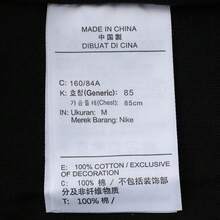 MADE IN CHINA
中国製
DIBUAT DI CINA
C: 160/84A
K: 호칭(Generic): 85
가슴둘레(Chest): 85cm
IN: Ukuran: M
Merek Barang: Nike
E: 100% COTTON / EXCLUSIVE
OF DECORATION
C: 100% 棉 / 不包括装饰部
分及非纤维物质
T: 100% 棉 /